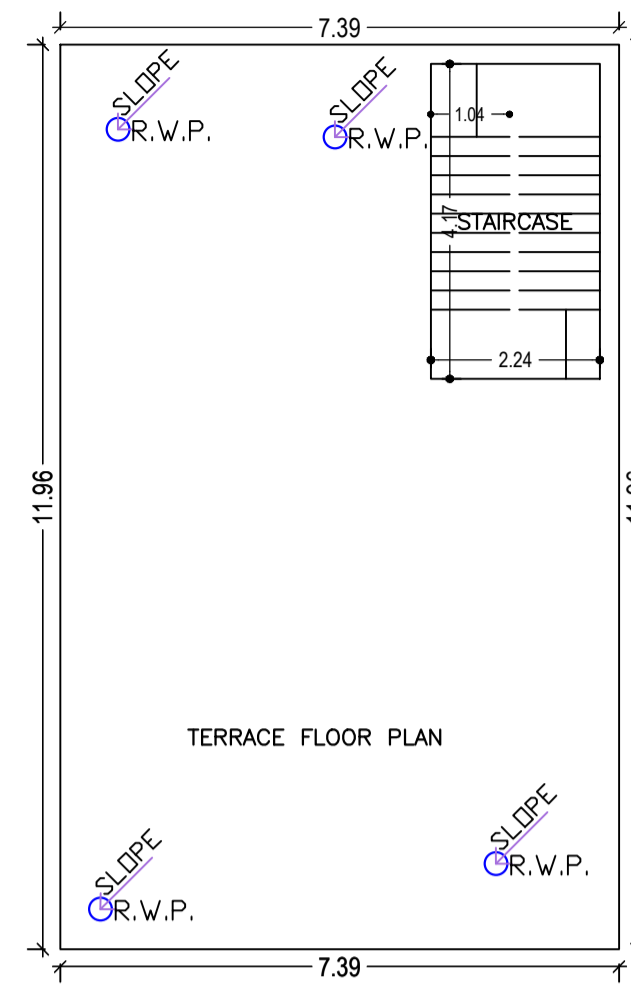 7.39
SLOPE
R.W.P.
SLOPE
R.W.P.
1.04
4.17
STAIRCASE
2.24
11.96
TERRACE FLOOR PLAN
SLOPE
R.W.P.
SLOPE
R.W.P.
7.39